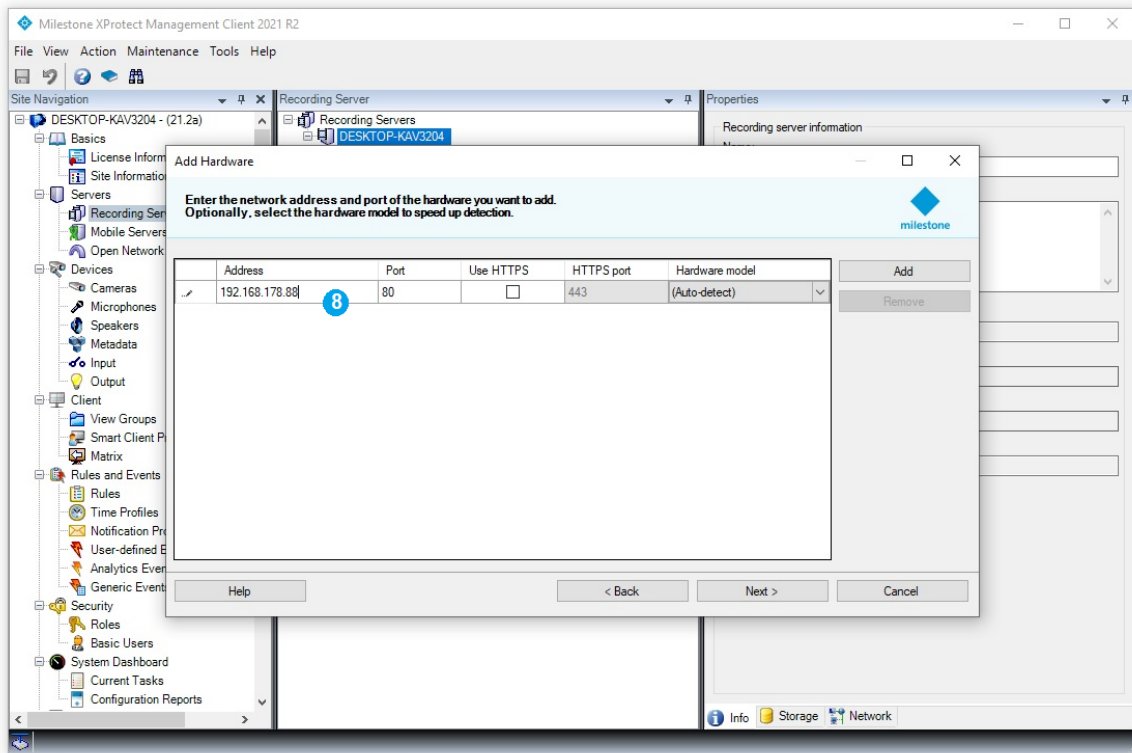 Milestone XProtect Management Client 2021 R2
File View Action Maintenance Tools Help
Site Navigation
DESKTOP-KAV3204 - (21.2a)
Basics
License Inform
Site Informatio
Servers
Recording Ser
Mobile Servers
Open Network
Devices
Cameras
Microphones
Speakers
Metadata
Input
Output
Client
View Groups
Smart Client P
Matrix
Rules and Events
Rules
Time Profiles
Notification Pro
User-defined E
Analytics Even
Generic Event
Security
Roles
Basic Users
System Dashboard
Current Tasks
Configuration Reports
Recording Server
Recording Servers
DESKTOP-KAV3204
Properties
Recording server information
Add Hardware
Enter the network address and port of the hardware you want to add.
Optionally, select the hardware model to speed up detection.
milestone
Address Port Use HTTPS HTTPS port Hardware model
192.168.178.88 80 443 (Auto-detect)
8
Add
Remove
Help < Back Next > Cancel
Info Storage Network